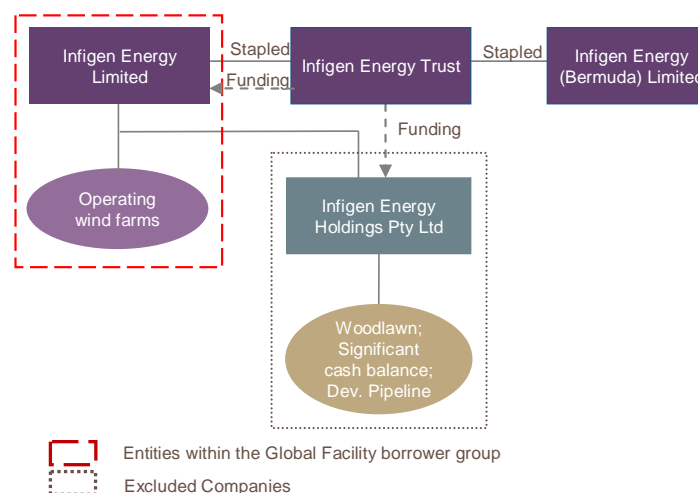 Infigen Energy
Limited
Stapled
Funding
Infigen Energy Trust
Stapled
Infigen Energy
(Bermuda) Limited
Funding
Operating
wind farms
Infigen Energy
Holdings Pty Ltd
Woodlawn;
Significant
cash balance;
Dev. Pipeline
Entities within the Global Facility borrower group
Excluded Companies